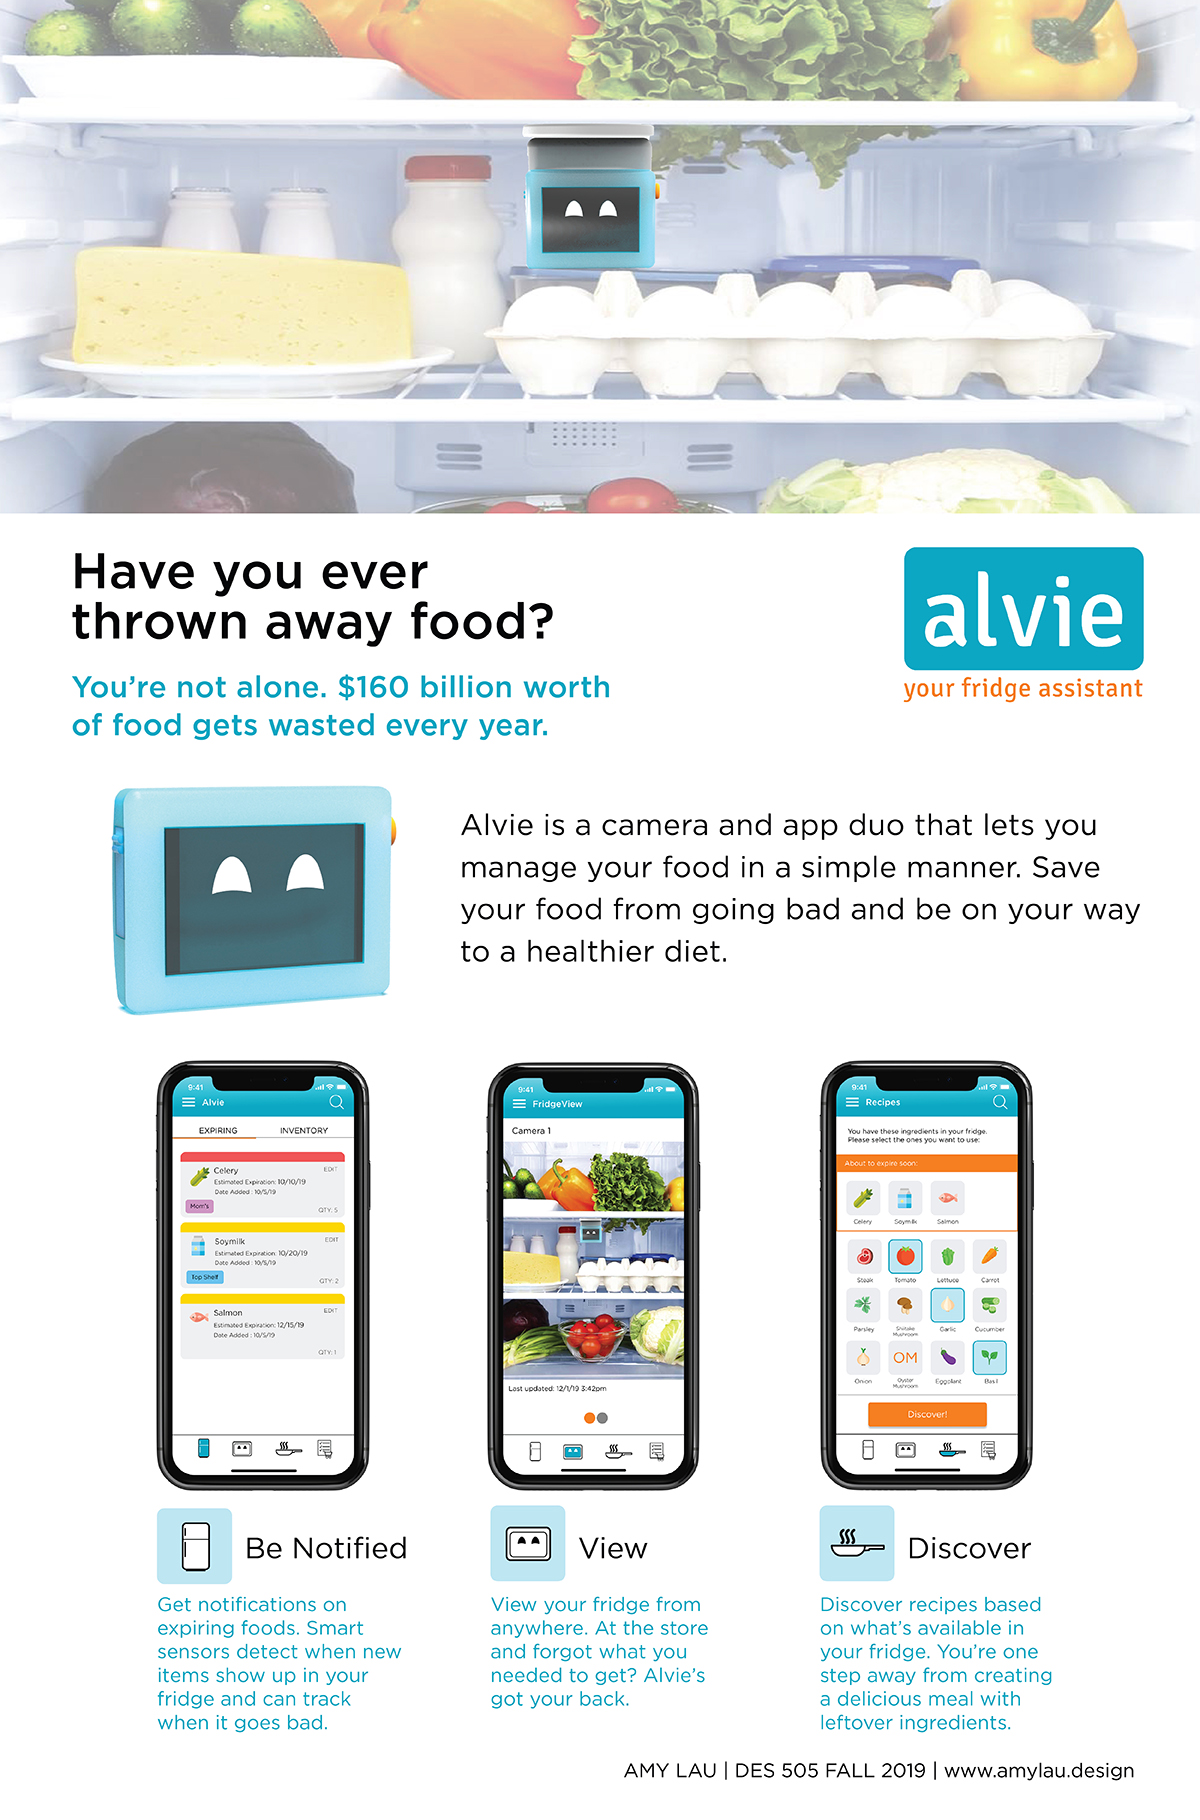 Have you ever
thrown away food?
You're not alone. $160 billion worth
of food gets wasted every year.
alvie
your fridge assistant
Alvie is a camera and app duo that lets you
manage your food in a simple manner. Save
your food from going bad and be on your way
to a healthier diet.
9:41
Alvie
EXPIRING
INVENTORY
Celery
EDIT
Estimated Expiration: 10/10/19
Date Added : 10/5/19
Mom's
QTY: 5
Soymilk
EDIT
Estimated Expiration: 10/20/19
Date Added : 10/5/19
Top Shelf
QTY: 2
Salmon
EDIT
Estimated Expiration: 12/15/19
Date Added : 10/5/19
QTY: 1
9:41
FridgeView
Camera 1
Last updated: 12/1/19 3:42pm
9:41
Recipes
You have these ingredients in your fridge.
Please select the ones you want to use:
About to expire soon:
Celery Soymilk Salmon
Steak Tomato Lettuce Carrot
Parsley Shiitake Mushroom Garlic Cucumber
OM
Onion Oyster Mushroom Eggplant Basil
Discover!
Be Notified
Get notifications on
expiring foods. Smart
sensors detect when new
items show up in your
fridge and can track
when it goes bad.
View
View your fridge from
anywhere. At the store
and forgot what you
needed to get? Alvie's
got your back.
Discover
Discover recipes based
on what's available in
your fridge. You're one
step away from creating
a delicious meal with
leftover ingredients.
AMY LAU | DES 505 FALL 2019 | www.amylau.design